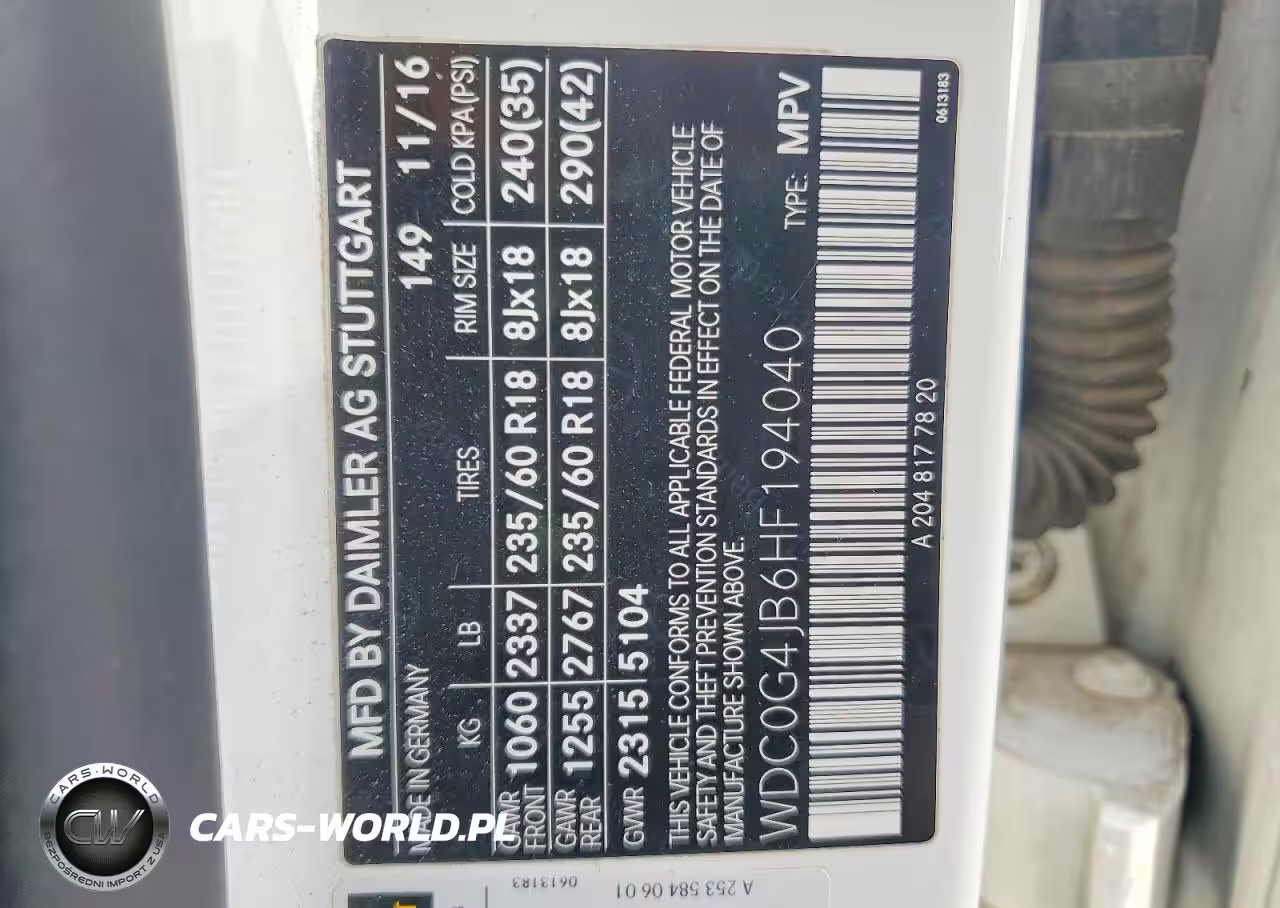 MFD BY DAIMLER AG STUTTGART
MADE IN GERMANY 149 11/16
KG LB TIRES RIM SIZE COLD KPA(PSI)
GAWR FRONT 1060 2337 235/60 R18 8Jx18 240(35)
GAWR REAR 1255 2767 235/60 R18 8Jx18 290(42)
GVWR 2315 5104
THIS VEHICLE CONFORMS TO ALL APPLICABLE FEDERAL MOTOR VEHICLE
SAFETY AND THEFT PREVENTION STANDARDS IN EFFECT ON THE DATE OF
MANUFACTURE SHOWN ABOVE.
WDC0G4JB6HF194040 TYPE: MPV
A 204 817 78 20
0613183
0613183
A 253 584 06 01
CARS-WORLD
CW
BEZPOŚREDNI IMPORT Z USA
CARS-WORLD.PL